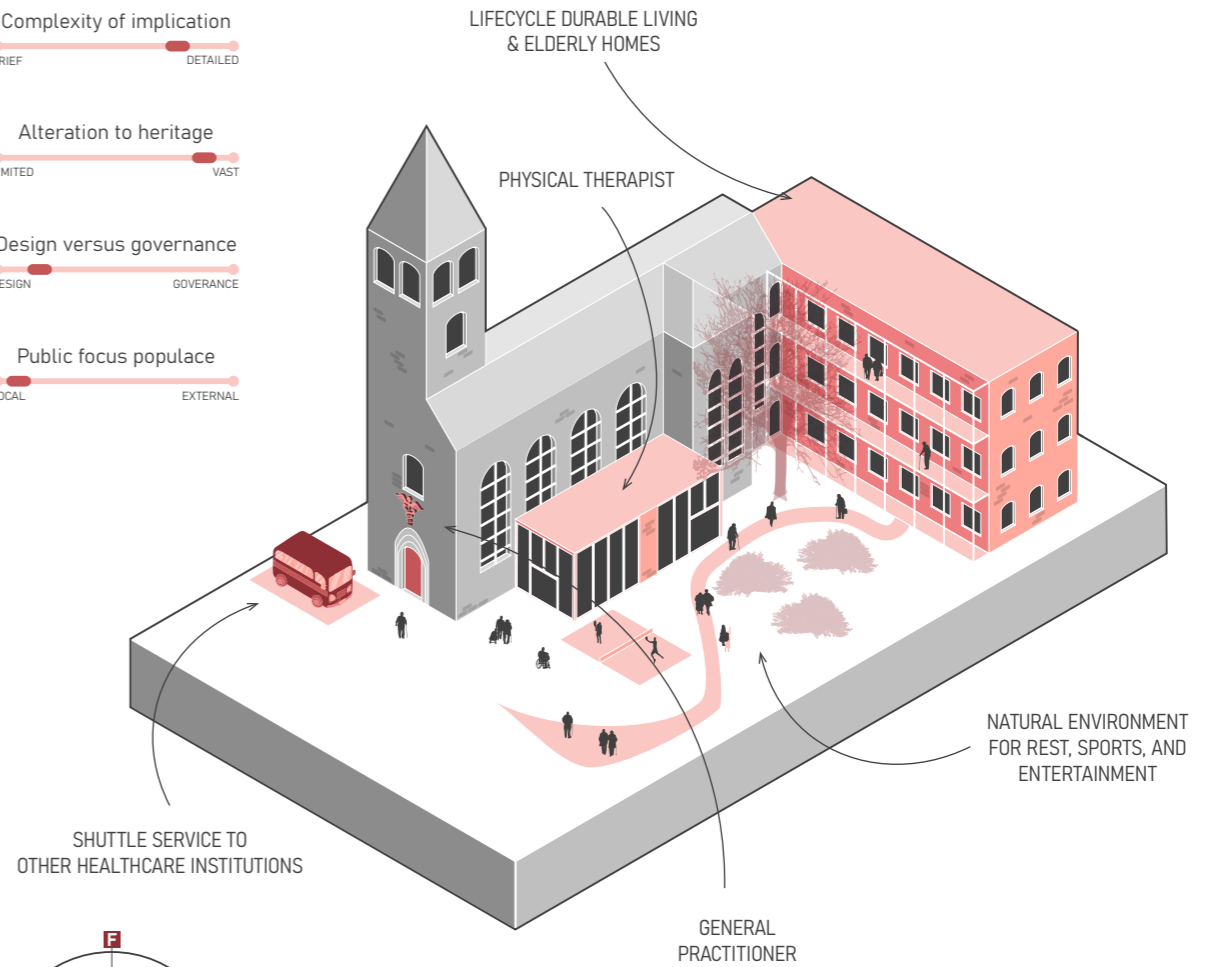 Complexity of implication
RIEF DETAILED
Alteration to heritage
MITED VAST
Design versus governance
ESIGN GOVERANCE
Public focus populace
OCAL EXTERNAL
LIFECYCLE DURABLE LIVING
& ELDERLY HOMES
PHYSICAL THERAPIST
NATURAL ENVIRONMENT
FOR REST, SPORTS, AND
ENTERTAINMENT
SHUTTLE SERVICE TO
OTHER HEALTHCARE INSTITUTIONS
GENERAL
PRACTITIONER
F